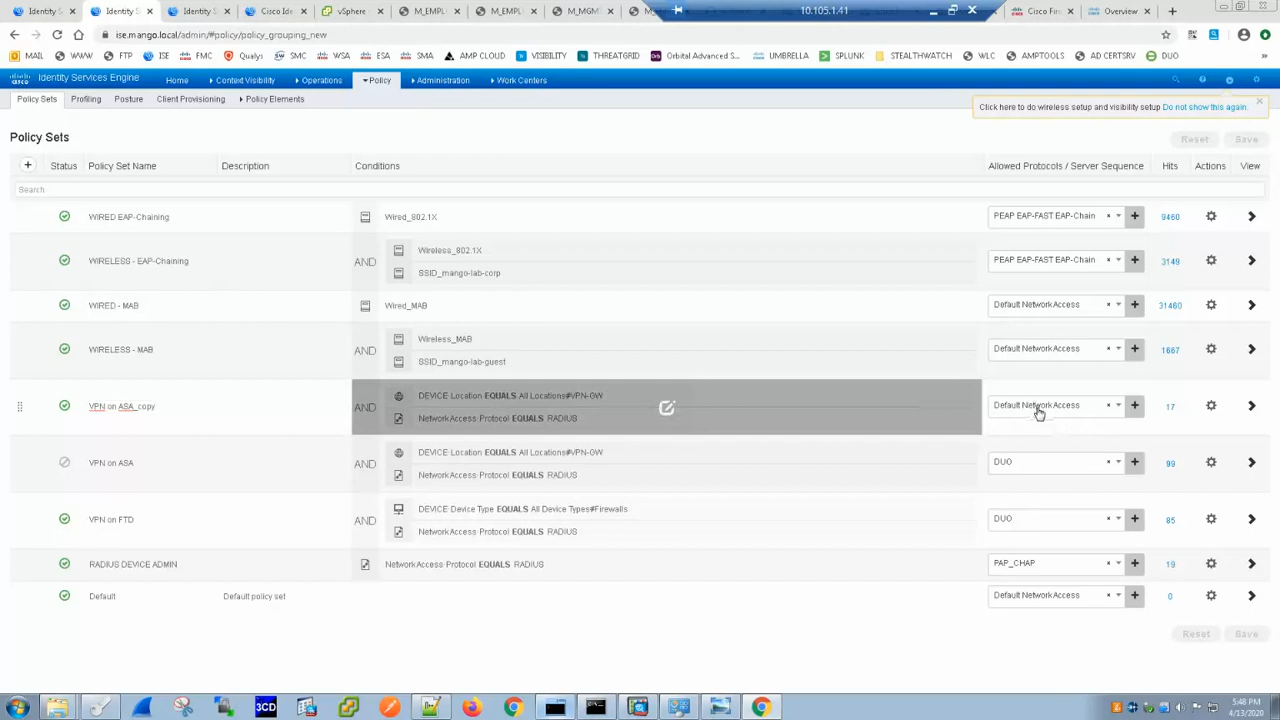 Identity S
Identity S
Identity S
Cisco Ide
vSphere
M_EMPL
M_EMPL
M_MGM
10.105.1.41
Cisco Fire
Overview
ise.mango.local/admin/#policy/policy_grouping_new
MAIL
WWW
FTP
ISE
FMC
Qualys
SMC
WSA
ESA
SMA
AMP CLOUD
VISIBILITY
THREATGRID
Orbital Advanced S...
UMBRELLA
SPLUNK
STEALTHWATCH
WLC
AMPTOOLS
AD CERTSRV
DUO
Identity Services Engine
Home
Context Visibility
Operations
Policy
Administration
Work Centers
Policy Sets
Profiling
Posture
Client Provisioning
Policy Elements
Click here to do wireless setup and visibility setup Do not show this again.
Policy Sets
Reset
Save
Status
Policy Set Name
Description
Conditions
Allowed Protocols / Server Sequence
Hits
Actions
View
Search
WIRED EAP-Chaining
Wired_802.1X
PEAP EAP-FAST EAP-Chain
9460
WIRELESS - EAP-Chaining
AND
Wireless_802.1X
SSID_mango-lab-corp
PEAP EAP-FAST EAP-Chain
3149
WIRED - MAB
Wired_MAB
Default Network Access
31460
WIRELESS - MAB
AND
Wireless_MAB
SSID_mango-lab-guest
Default Network Access
1667
VPN on ASA_copy
AND
DEVICE·Location EQUALS All Locations#VPN-GW
Network Access·Protocol EQUALS RADIUS
Default Network Access
17
VPN on ASA
AND
DEVICE·Location EQUALS All Locations#VPN-GW
Network Access·Protocol EQUALS RADIUS
DUO
99
VPN on FTD
AND
DEVICE·Device Type EQUALS All Device Types#Firewalls
Network Access·Protocol EQUALS RADIUS
DUO
85
RADIUS DEVICE ADMIN
Network Access·Protocol EQUALS RADIUS
PAP_CHAP
19
Default
Default policy set
Default Network Access
0
Reset
Save
3CD
5:48 PM
4/13/2020